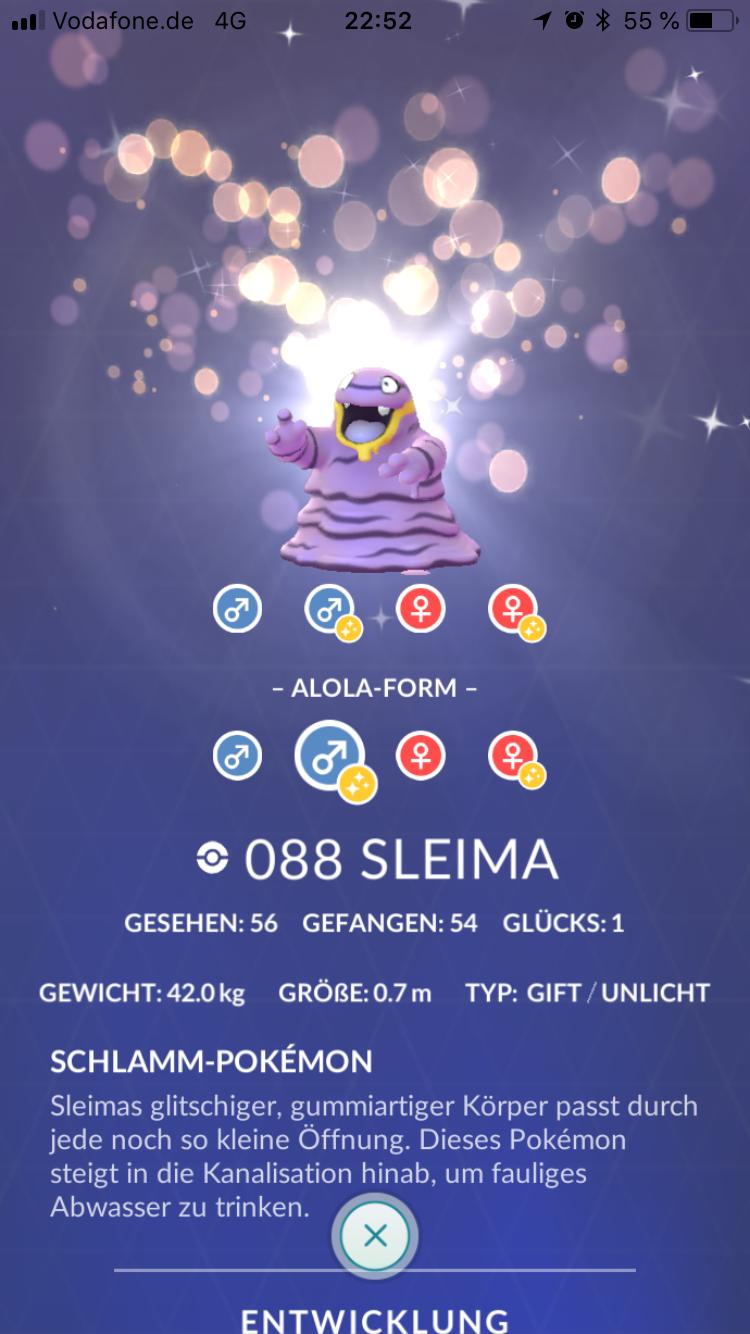 Vodafone.de 4G 22:52 55 %
– ALOLA-FORM –
088 SLEIMA
GESEHEN: 56 GEFANGEN: 54 GLÜCKS: 1
GEWICHT: 42.0 kg GRÖßE: 0.7 m TYP: GIFT / UNLICHT
SCHLAMM-POKÉMON
Sleimas glitschiger, gummiartiger Körper passt durch
jede noch so kleine Öffnung. Dieses Pokémon
steigt in die Kanalisation hinab, um fauliges
Abwasser zu trinken.
ENTWICKLUNG